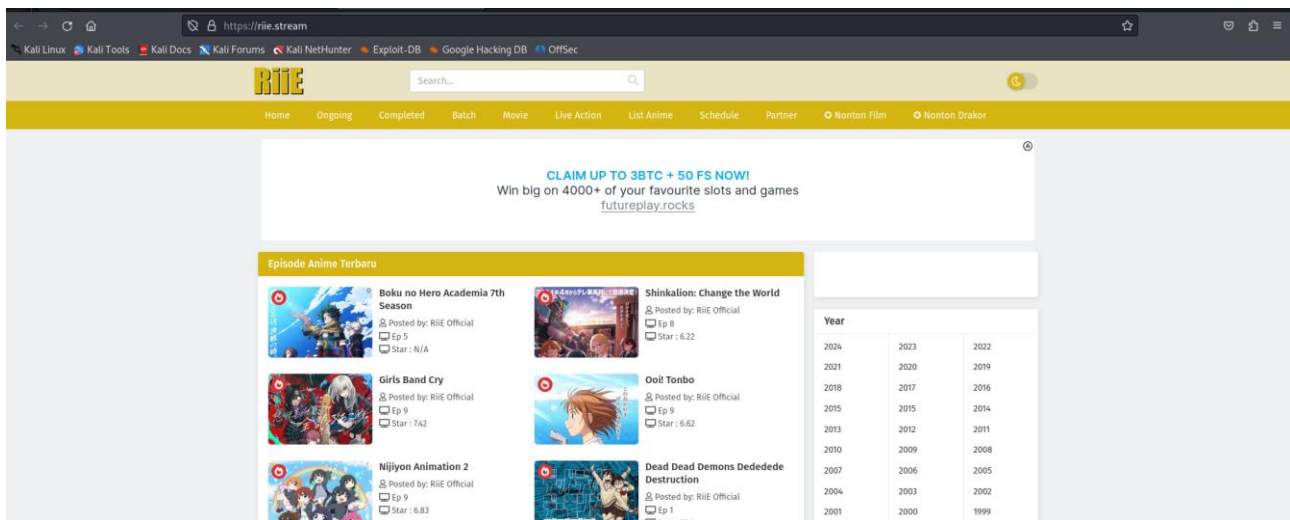 https://riie.stream
Kali Linux Kali Tools Kali Docs Kali Forums Kali NetHunter Exploit-DB Google Hacking DB OffSec
RiiE
Search...
Home Ongoing Completed Batch Movie Live Action List Anime Schedule Partner Nonton Film Nonton Drakor
CLAIM UP TO 3BTC + 50 FS NOW!
Win big on 4000+ of your favourite slots and games
futureplay.rocks
Episode Anime Terbaru
Boku no Hero Academia 7th
Season
Posted by: RiiE Official
Ep 5
Star : N/A
Shinkalion: Change the World
Posted by: RiiE Official
Ep 8
Star : 6.22
Girls Band Cry
Posted by: RiiE Official
Ep 9
Star : 7.42
Ooi! Tonbo
Posted by: RiiE Official
Ep 9
Star : 6.62
Nijiyon Animation 2
Posted by: RiiE Official
Ep 9
Star : 6.83
Dead Dead Demons Dededede
Destruction
Posted by: RiiE Official
Ep 1
Year
2024 2023 2022
2021 2020 2019
2018 2017 2016
2015 2015 2014
2013 2012 2011
2010 2009 2008
2007 2006 2005
2004 2003 2002
2001 2000 1999